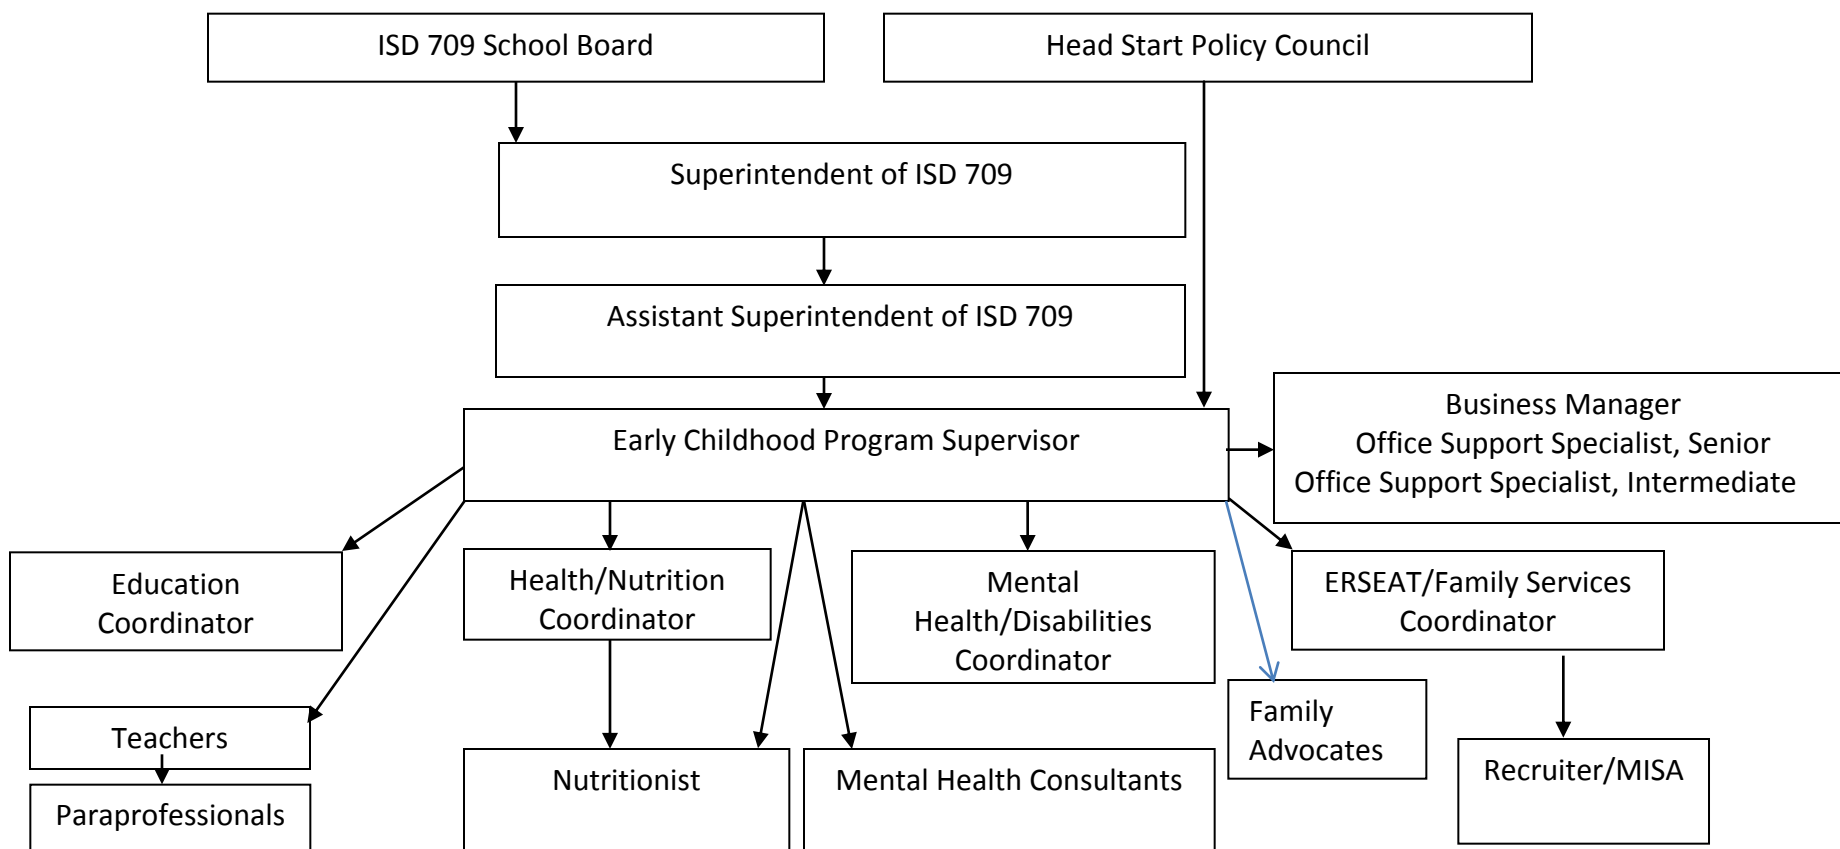 ISD 709 School Board
Head Start Policy Council
Superintendent of ISD 709
Assistant Superintendent of ISD 709
Business Manager
Office Support Specialist, Senior
Office Support Specialist, Intermediate
Early Childhood Program Supervisor
Education
Coordinator
Health/Nutrition
Coordinator
Mental
Health/Disabilities
Coordinator
ERSEAT/Family Services
Coordinator
Teachers
Paraprofessionals
Nutritionist
Mental Health Consultants
Family
Advocates
Recruiter/MISA